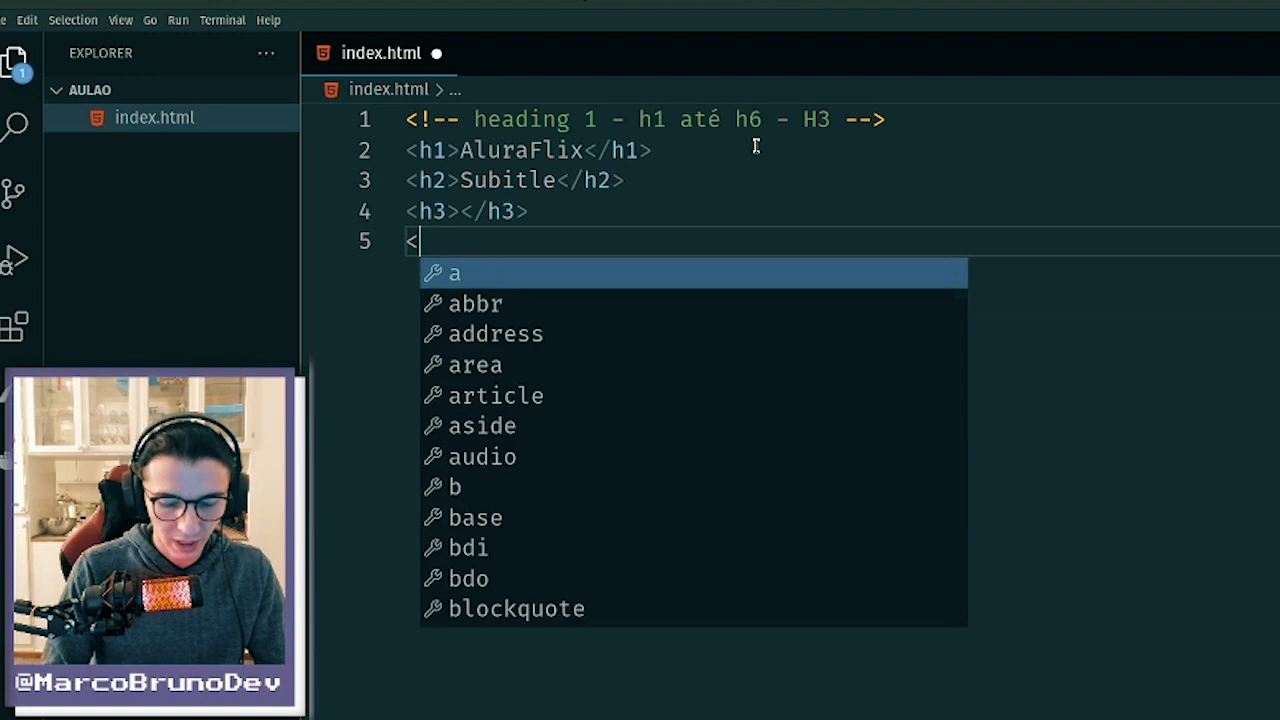 e Edit Selection View Go Run Terminal Help
EXPLORER ...
index.html
1
AULAO
index.html > ...
index.html
1 <!-- heading 1 - h1 até h6 - H3 -->
2 <h1>AluraFlix</h1>
3 <h2>Subitle</h2>
4 <h3></h3>
5 <
a
abbr
address
area
article
aside
audio
b
base
bdi
bdo
blockquote
@MarcoBrunoDev